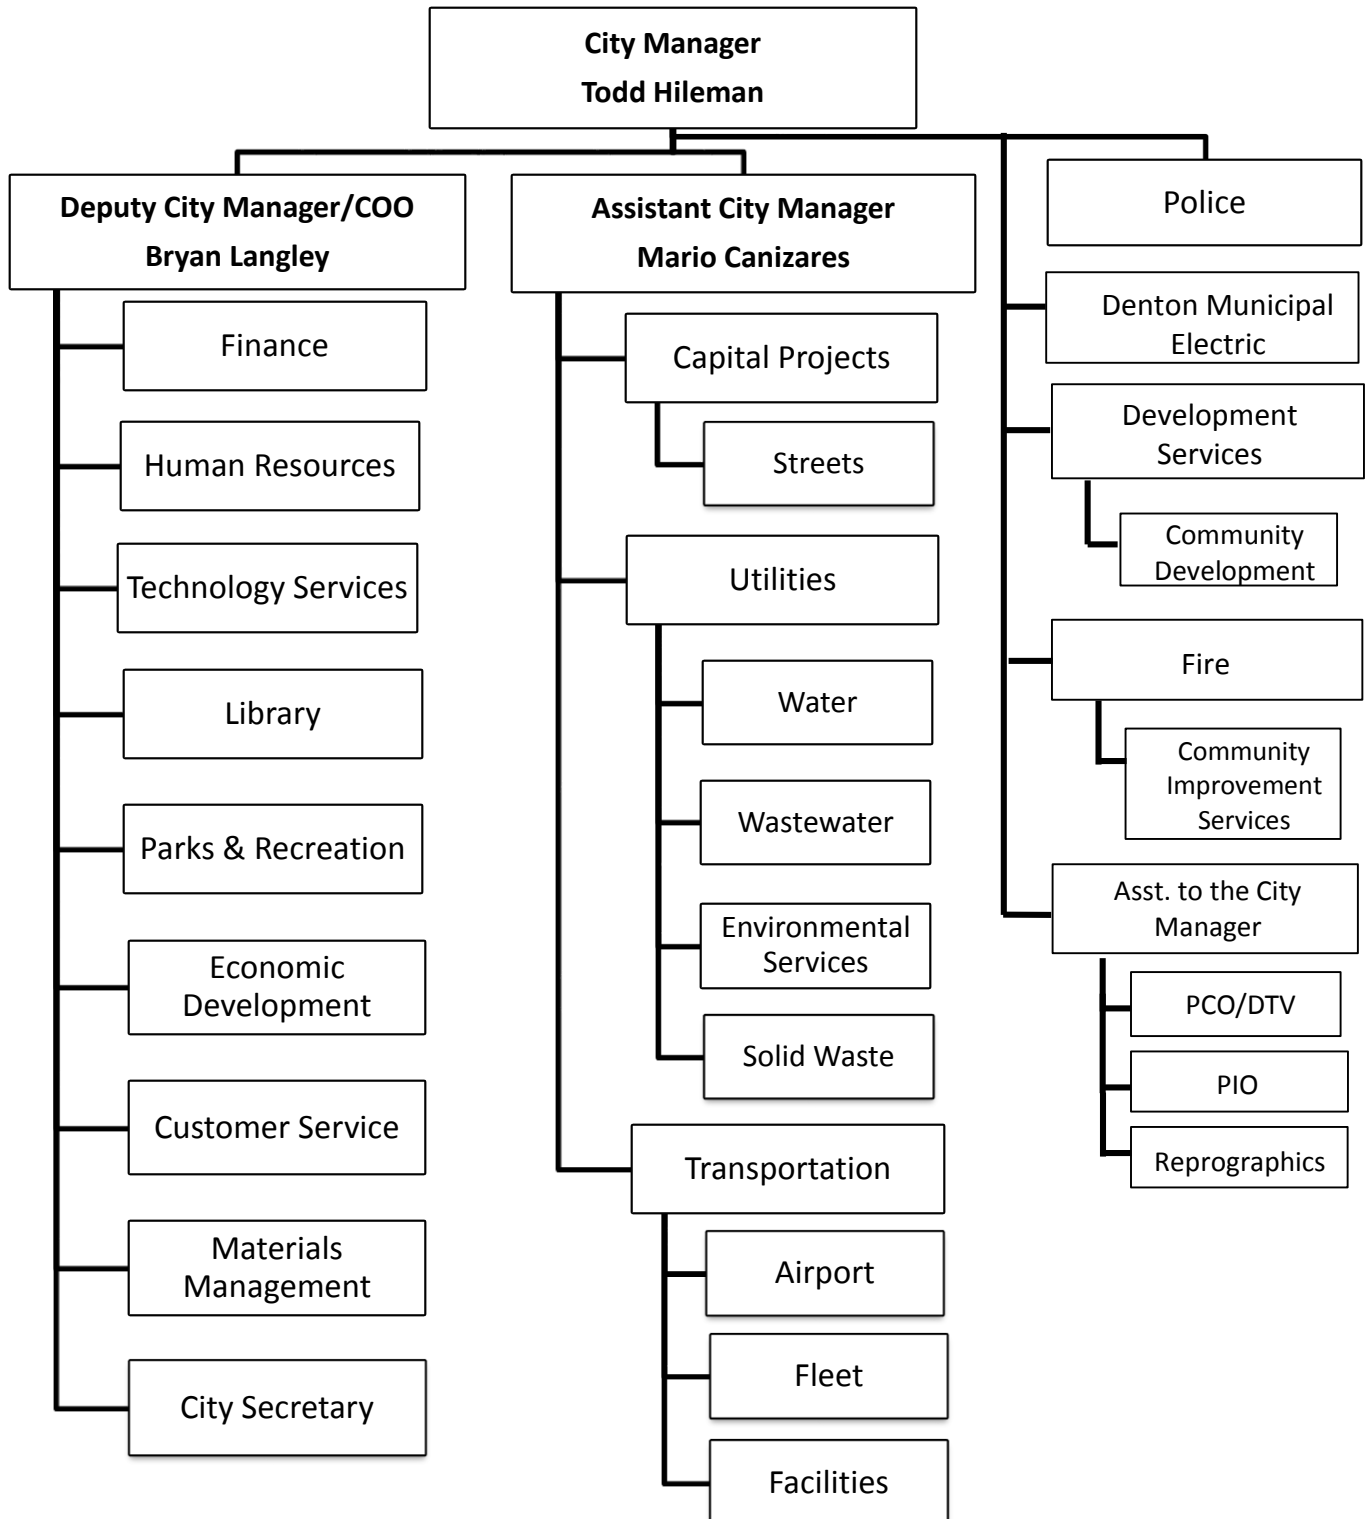 City Manager
Todd Hileman
Deputy City Manager/COO
Bryan Langley
Finance
Human Resources
Technology Services
Library
Parks & Recreation
Economic
Development
Customer Service
Materials
Management
City Secretary
Assistant City Manager
Mario Canizares
Capital Projects
Streets
Utilities
Water
Wastewater
Environmental
Services
Solid Waste
Transportation
Airport
Fleet
Facilities
Police
Denton Municipal
Electric
Development
Services
Community
Development
Fire
Community
Improvement
Services
Asst. to the City
Manager
PCO/DTV
PIO
Reprographics